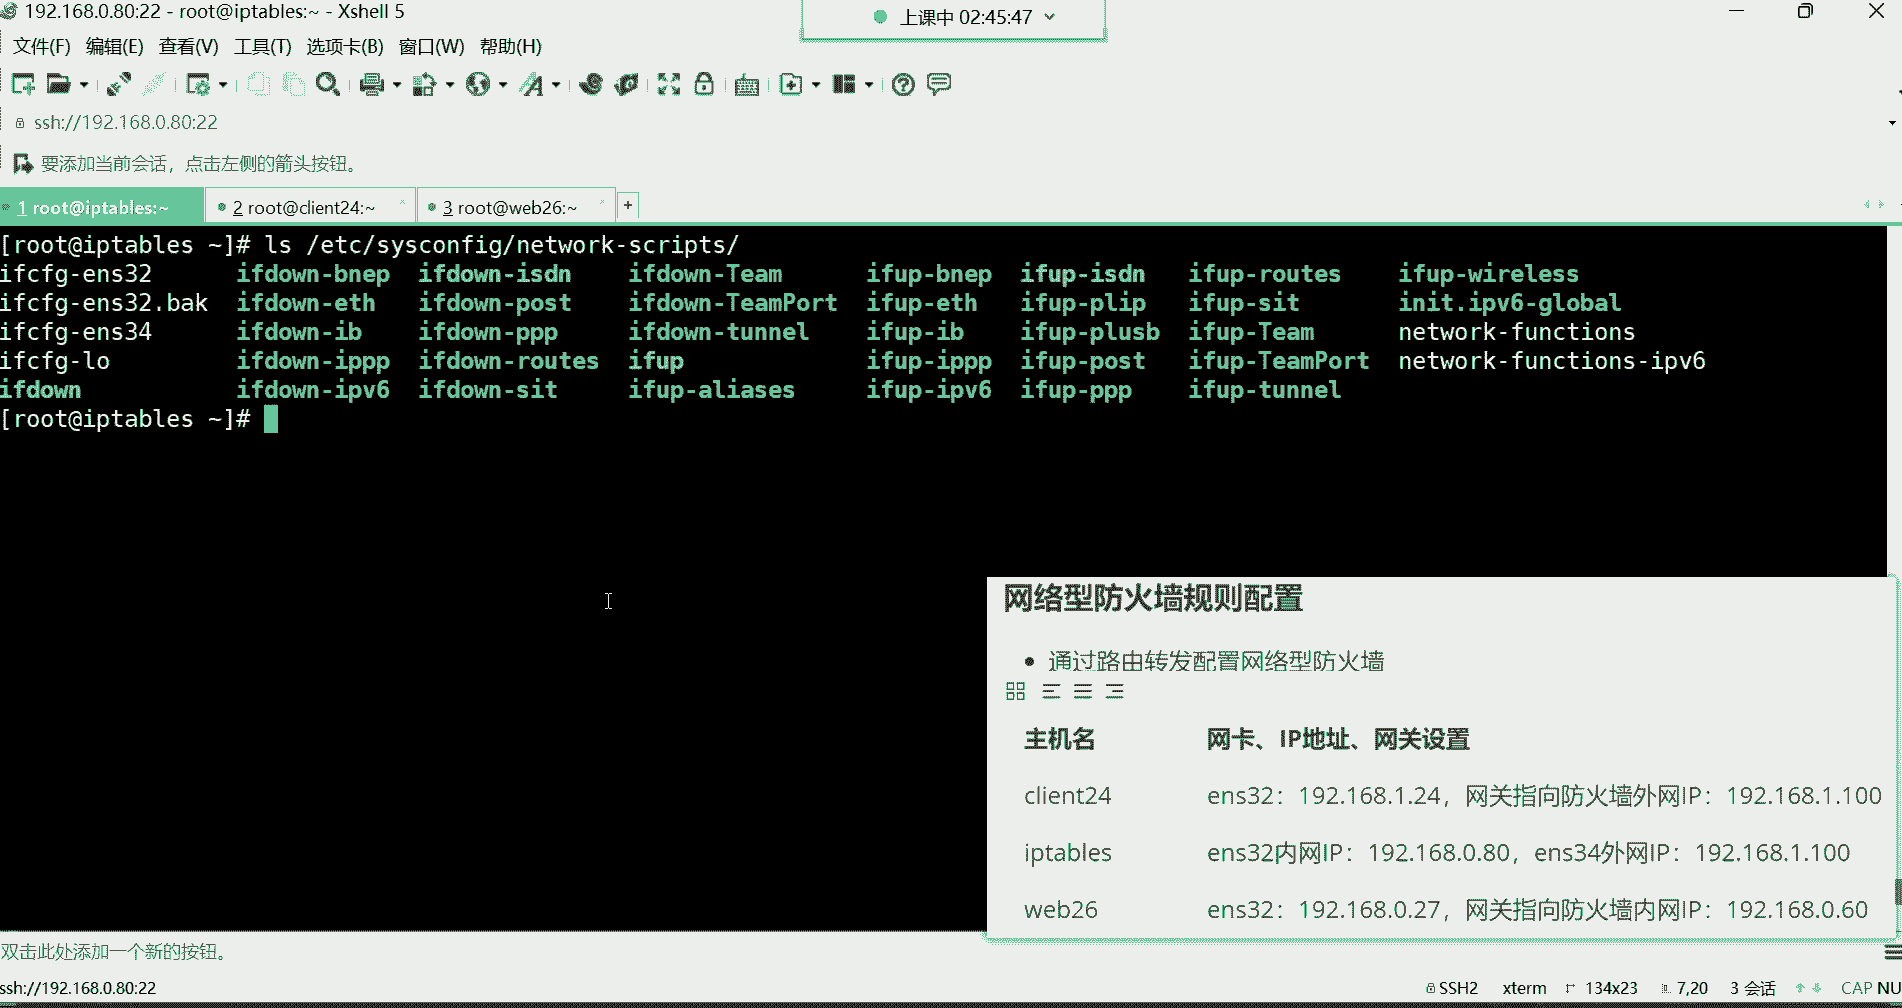 192.168.0.80:22 - root@iptables:~ - Xshell 5
上课中 02:45:47
文件(F) 编辑(E) 查看(V) 工具(T) 选项卡(B) 窗口(W) 帮助(H)
ssh://192.168.0.80:22
要添加当前会话，点击左侧的箭头按钮。
1 root@iptables:~ 2 root@client24:~ 3 root@web26:~ +
[root@iptables ~]# ls /etc/sysconfig/network-scripts/
ifcfg-ens32 ifdown-bnep ifdown-isdn ifdown-Team ifup-bnep ifup-isdn ifup-routes ifup-wireless
ifcfg-ens32.bak ifdown-eth ifdown-post ifdown-TeamPort ifup-eth ifup-plip ifup-sit init.ipv6-global
ifcfg-ens34 ifdown-ib ifdown-ppp ifdown-tunnel ifup-ib ifup-plusb ifup-Team network-functions
ifcfg-lo ifdown-ippp ifdown-routes ifup ifup-ippp ifup-post ifup-TeamPort network-functions-ipv6
ifdown ifdown-ipv6 ifdown-sit ifup-aliases ifup-ipv6 ifup-ppp ifup-tunnel
[root@iptables ~]#
网络型防火墙规则配置
• 通过路由转发配置网络型防火墙
主机名 网卡、IP地址、网关设置
client24 ens32：192.168.1.24，网关指向防火墙外网IP：192.168.1.100
iptables ens32内网IP：192.168.0.80，ens34外网IP：192.168.1.100
web26 ens32：192.168.0.27，网关指向防火墙内网IP：192.168.0.60
双击此处添加一个新的按钮。
ssh://192.168.0.80:22 SSH2 xterm 134x23 7,20 3 会话 CAP NU